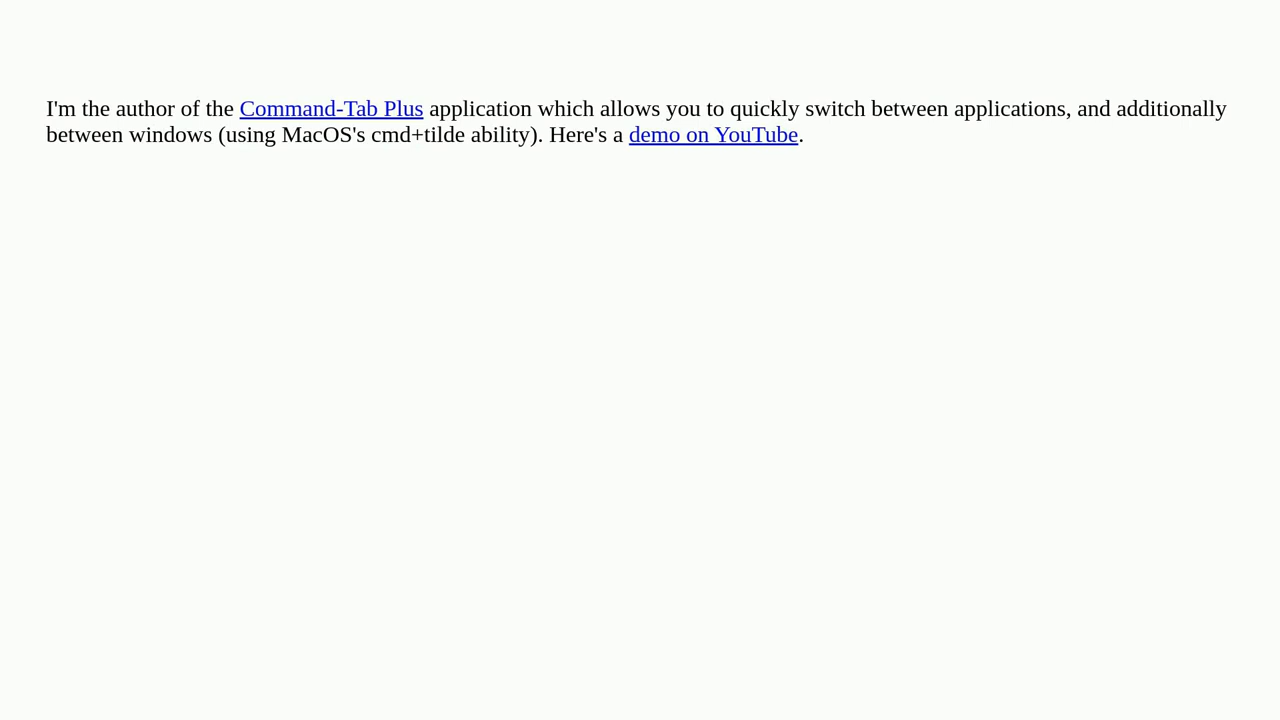 I'm the author of the Command-Tab Plus application which allows you to quickly switch between applications, and additionally
between windows (using MacOS's cmd+tilde ability). Here's a demo on YouTube.